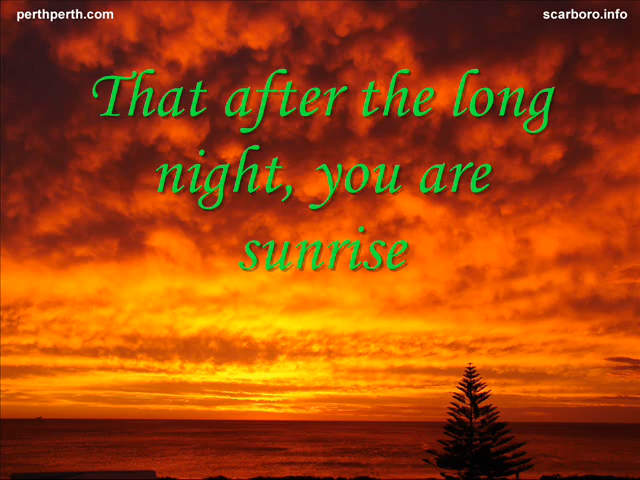 perthperth.com scarboro.info
That after the long
night, you are
sunrise